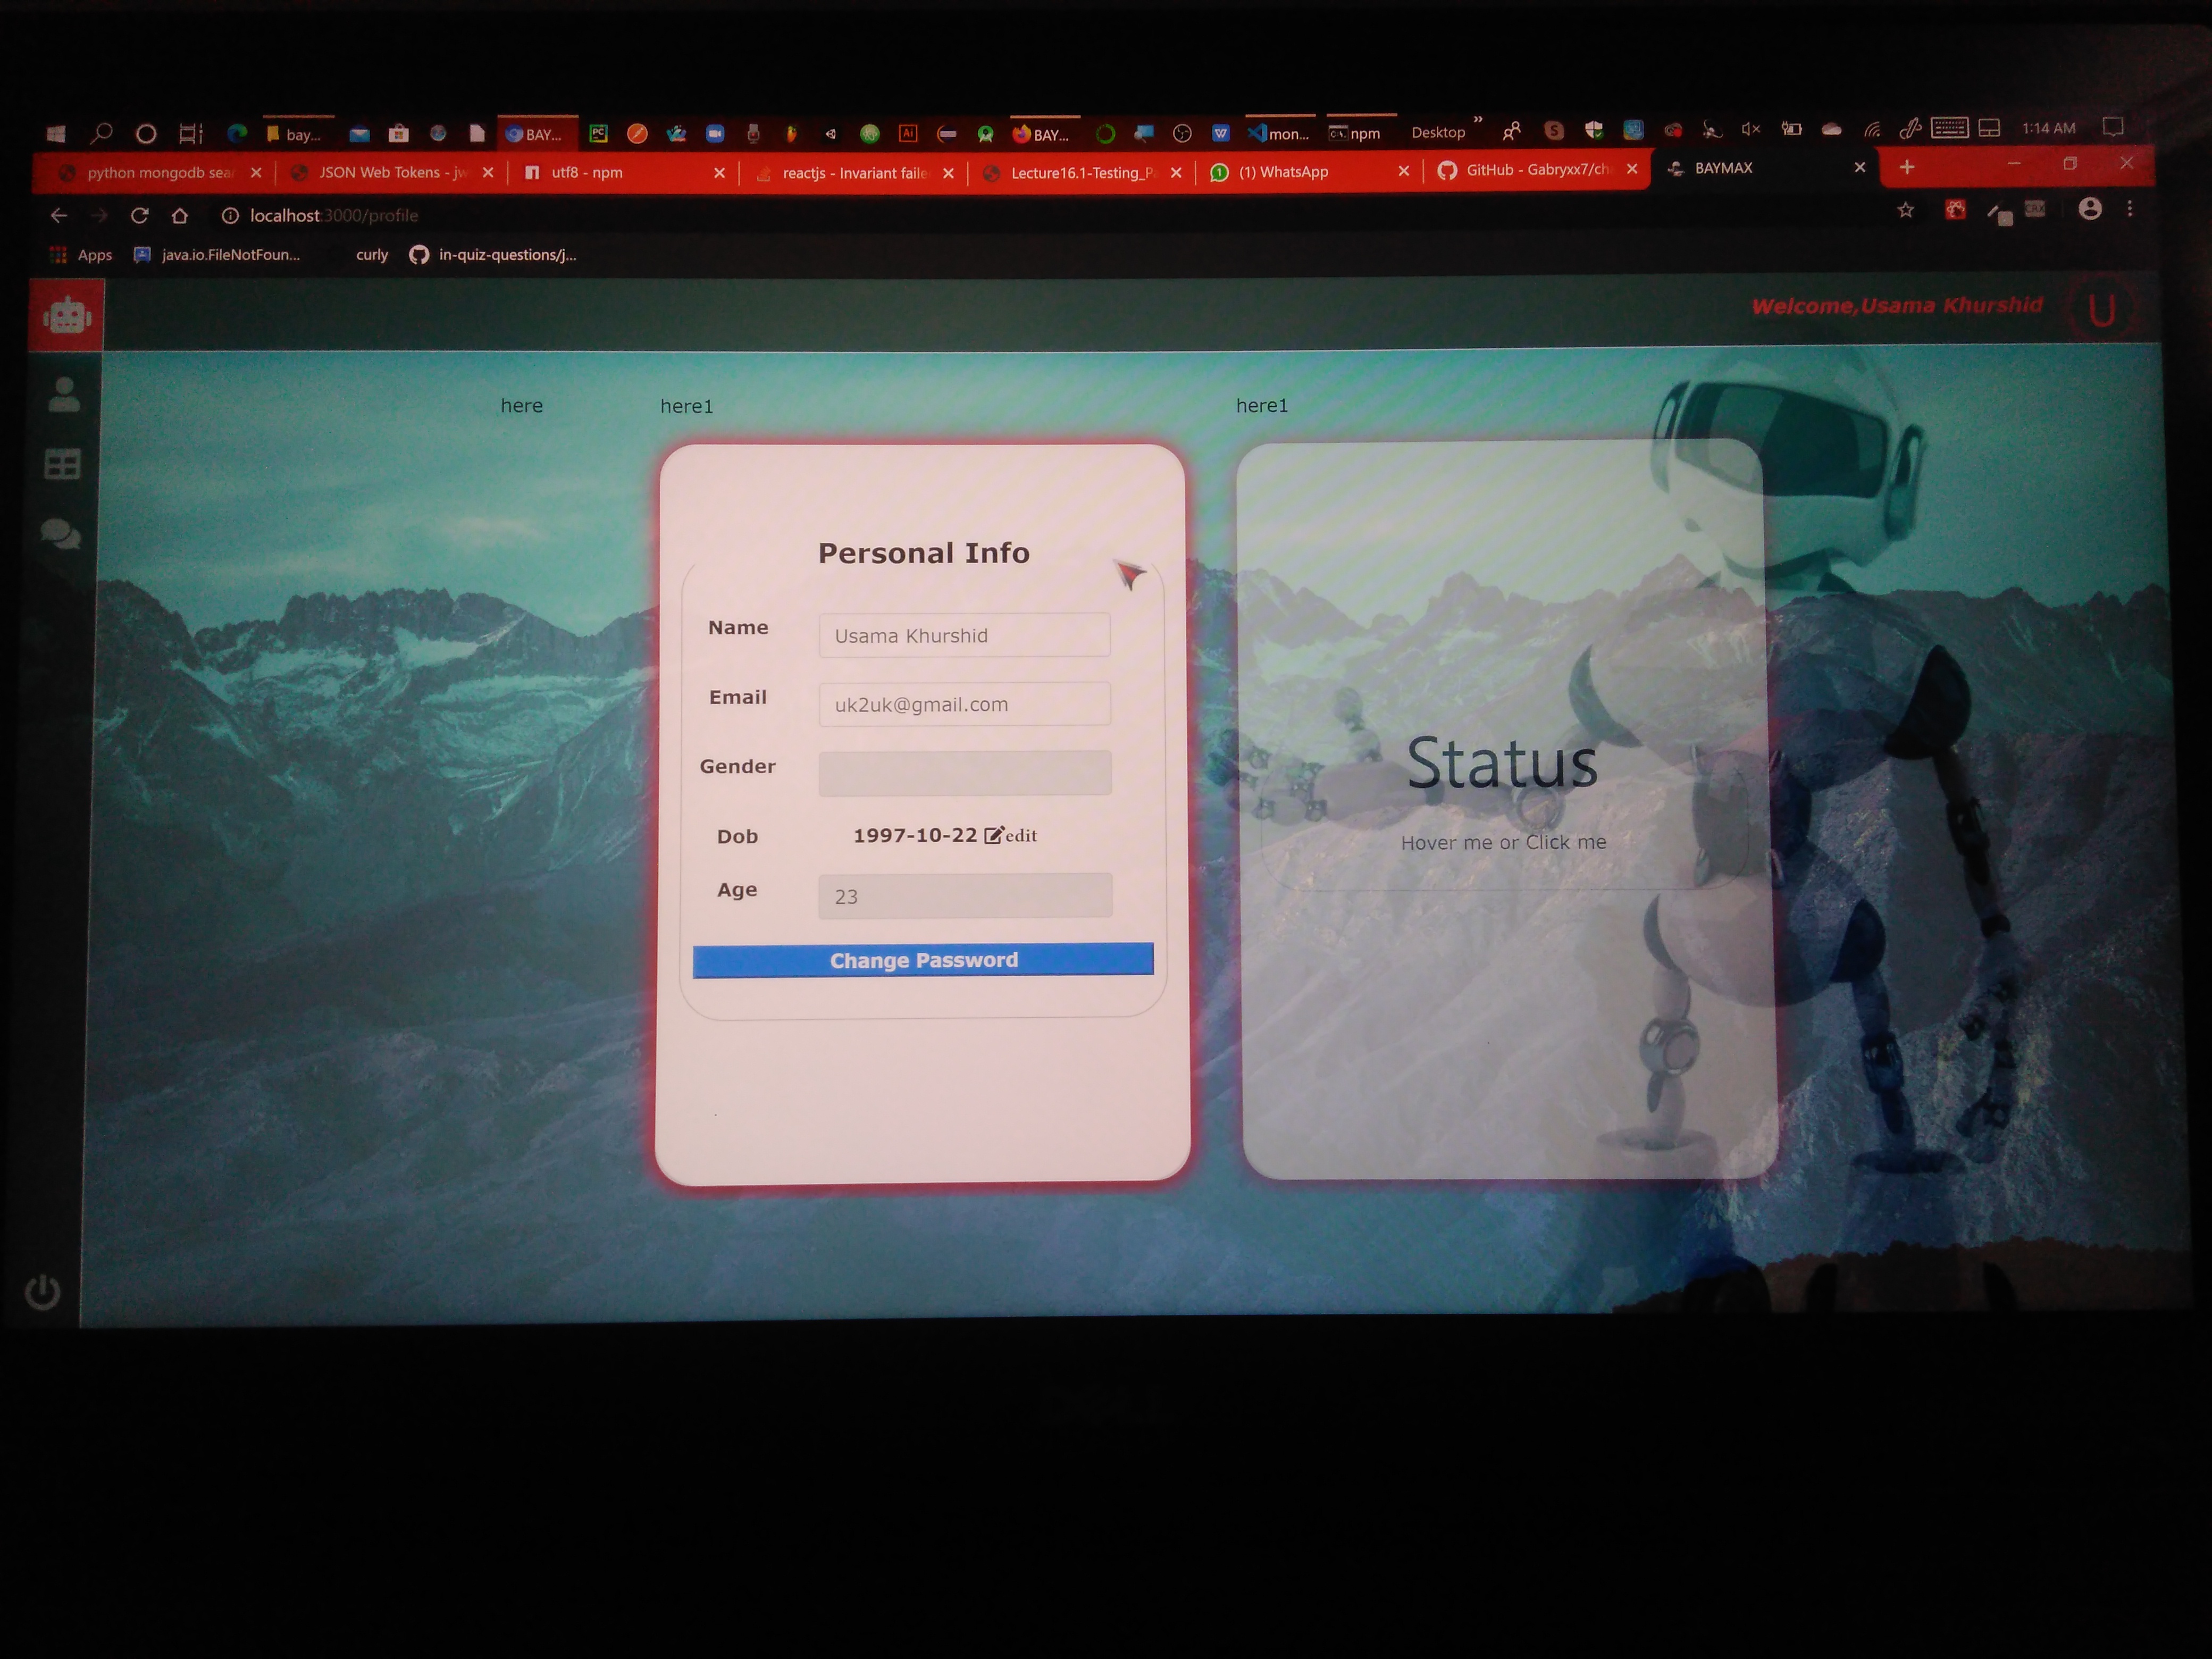 bay...
BAY...
BAY...
mon...
npm
Desktop
1:14 AM
python mongodb sea
JSON Web Tokens - jw
utf8 - npm
reactjs - Invariant faile
Lecture16.1-Testing_P
(1) WhatsApp
GitHub - Gabryxx7/ch
BAYMAX
localhost:3000/profile
Apps
java.io.FileNotFoun...
curly
in-quiz-questions/j...
Welcome,Usama Khurshid
U
here
here1
here1
Personal Info
Name
Usama Khurshid
Email
uk2uk@gmail.com
Gender
Dob
1997-10-22 edit
Age
23
Change Password
Status
Hover me or Click me